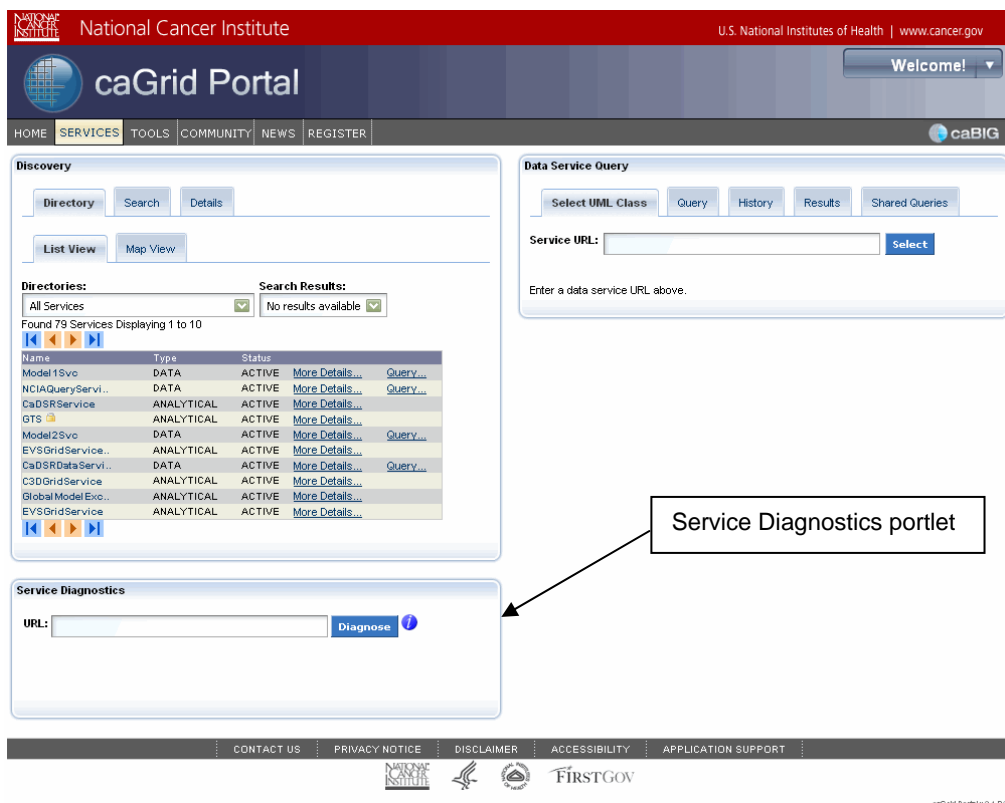 NATIONAL CANCER INSTITUTE National Cancer Institute U.S. National Institutes of Health | www.cancer.gov
caGrid Portal Welcome!
HOME SERVICES TOOLS COMMUNITY NEWS REGISTER caBIG
Discovery
Directory Search Details
List View Map View
Directories: Search Results:
All Services No results available
Found 79 Services Displaying 1 to 10
Name Type Status
Model1Svc DATA ACTIVE More Details... Query...
NCIAQueryServi.. DATA ACTIVE More Details... Query...
CaDSRService ANALYTICAL ACTIVE More Details...
GTS ANALYTICAL ACTIVE More Details...
Model2Svc DATA ACTIVE More Details... Query...
EVSGridService.. ANALYTICAL ACTIVE More Details...
CaDSRDataServi.. DATA ACTIVE More Details... Query...
C3DGridService ANALYTICAL ACTIVE More Details...
Global Model Exc.. ANALYTICAL ACTIVE More Details...
EVSGridService ANALYTICAL ACTIVE More Details...
Data Service Query
Select UML Class Query History Results Shared Queries
Service URL: Select
Enter a data service URL above.
Service Diagnostics portlet
Service Diagnostics
URL: Diagnose i
CONTACT US PRIVACY NOTICE DISCLAIMER ACCESSIBILITY APPLICATION SUPPORT
NATIONAL CANCER INSTITUTE FIRSTGOV